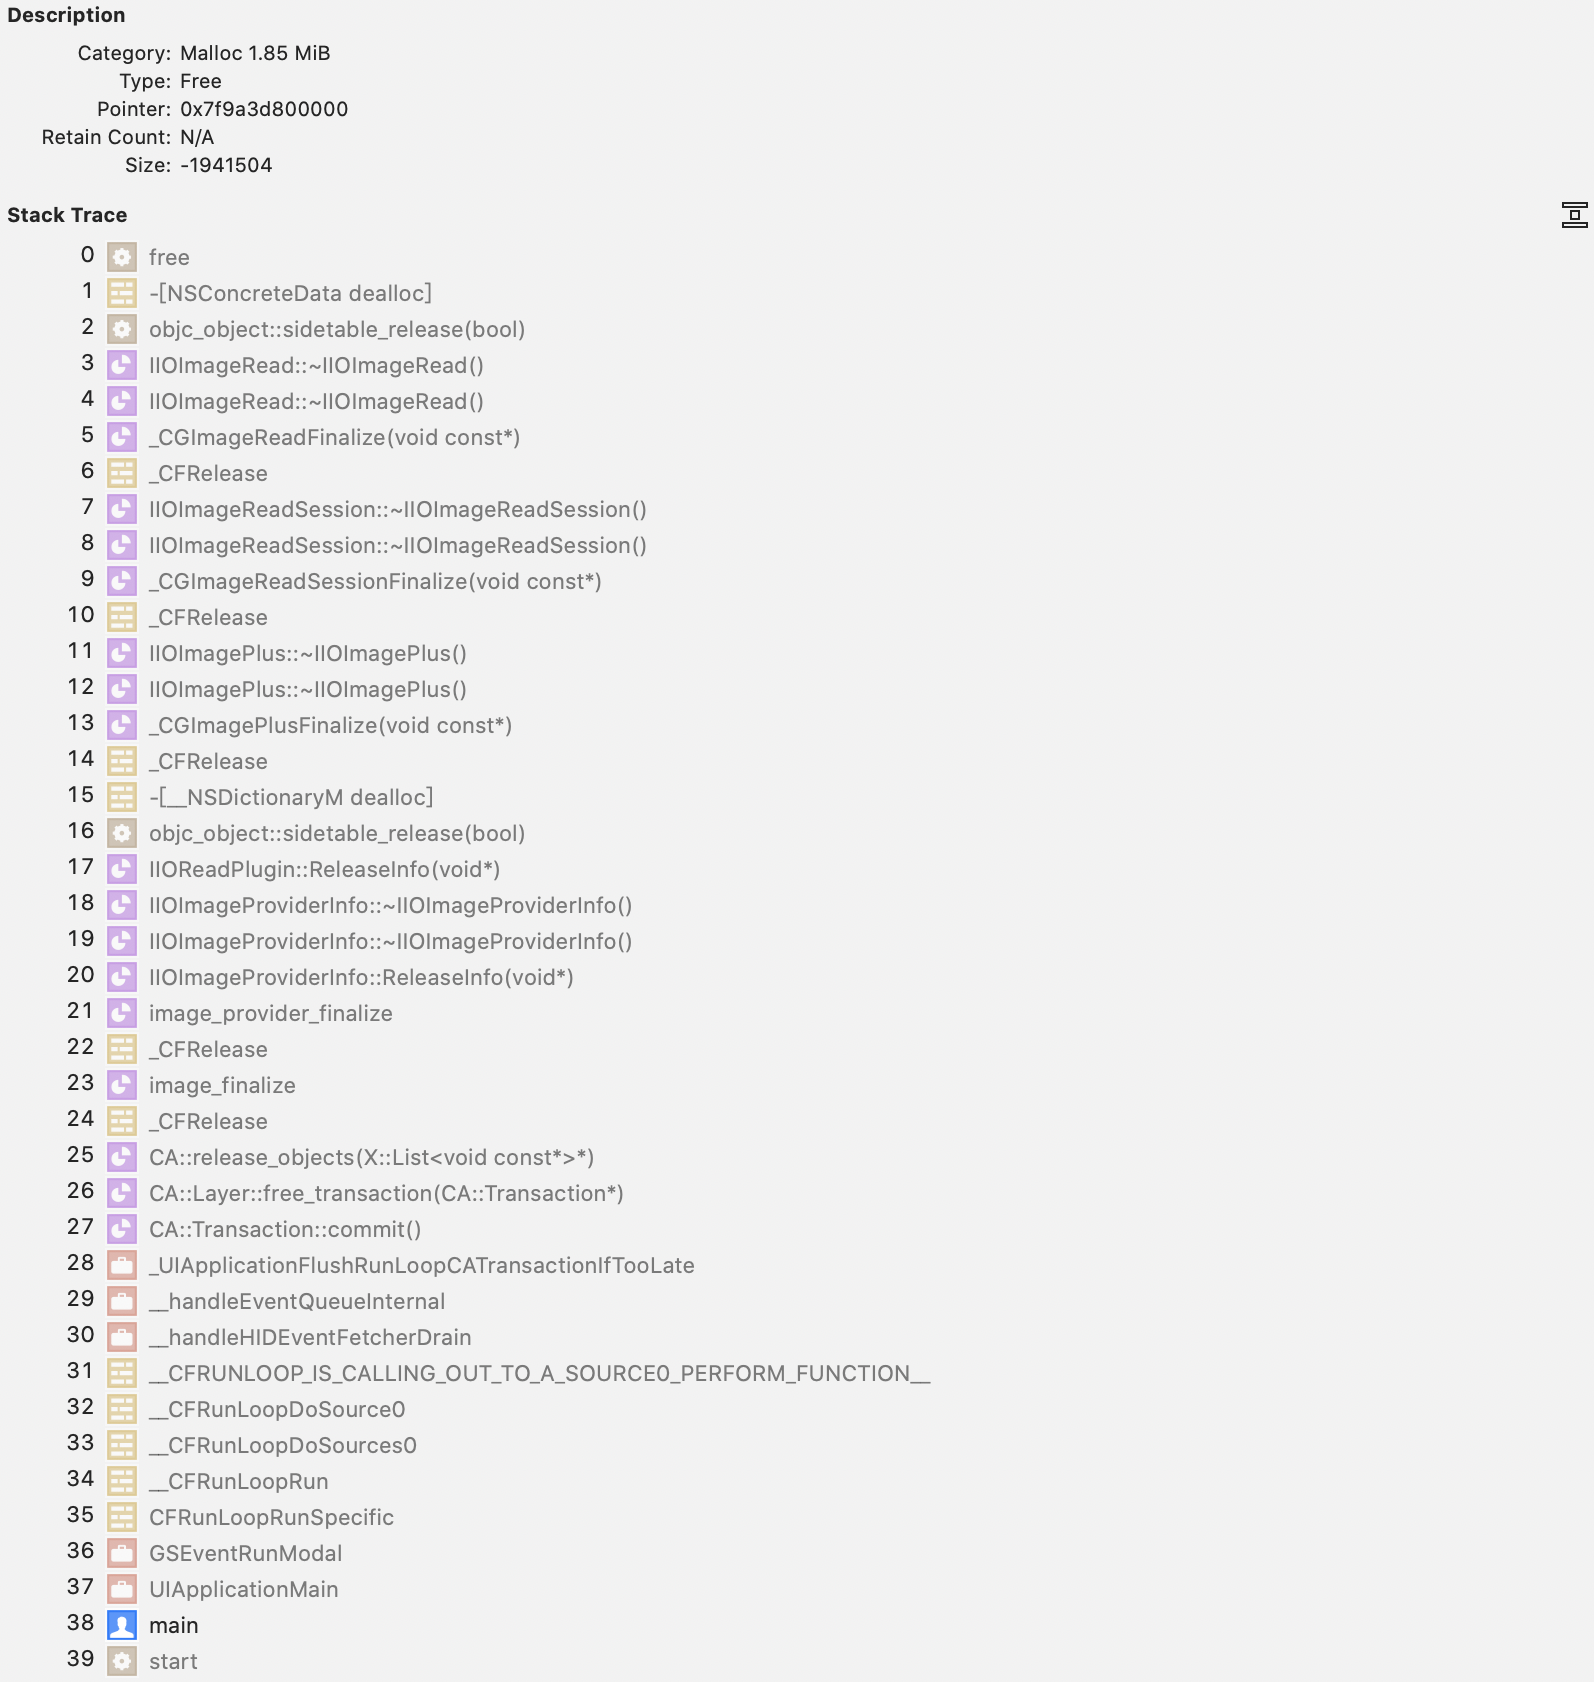 Description
Category: Malloc 1.85 MiB
Type: Free
Pointer: 0x7f9a3d800000
Retain Count: N/A
Size: -1941504
Stack Trace
0 free
1 -[NSConcreteData dealloc]
2 objc_object::sidetable_release(bool)
3 IIOImageRead::~IIOImageRead()
4 IIOImageRead::~IIOImageRead()
5 _CGImageReadFinalize(void const*)
6 _CFRelease
7 IIOImageReadSession::~IIOImageReadSession()
8 IIOImageReadSession::~IIOImageReadSession()
9 _CGImageReadSessionFinalize(void const*)
10 _CFRelease
11 IIOImagePlus::~IIOImagePlus()
12 IIOImagePlus::~IIOImagePlus()
13 _CGImagePlusFinalize(void const*)
14 _CFRelease
15 -[__NSDictionaryM dealloc]
16 objc_object::sidetable_release(bool)
17 IIOReadPlugin::ReleaseInfo(void*)
18 IIOImageProviderInfo::~IIOImageProviderInfo()
19 IIOImageProviderInfo::~IIOImageProviderInfo()
20 IIOImageProviderInfo::ReleaseInfo(void*)
21 image_provider_finalize
22 _CFRelease
23 image_finalize
24 _CFRelease
25 CA::release_objects(X::List<void const*>*)
26 CA::Layer::free_transaction(CA::Transaction*)
27 CA::Transaction::commit()
28 _UIApplicationFlushRunLoopCATransactionIfTooLate
29 __handleEventQueueInternal
30 __handleHIDEventFetcherDrain
31 __CFRUNLOOP_IS_CALLING_OUT_TO_A_SOURCE0_PERFORM_FUNCTION__
32 __CFRunLoopDoSource0
33 __CFRunLoopDoSources0
34 __CFRunLoopRun
35 CFRunLoopRunSpecific
36 GSEventRunModal
37 UIApplicationMain
38 main
39 start